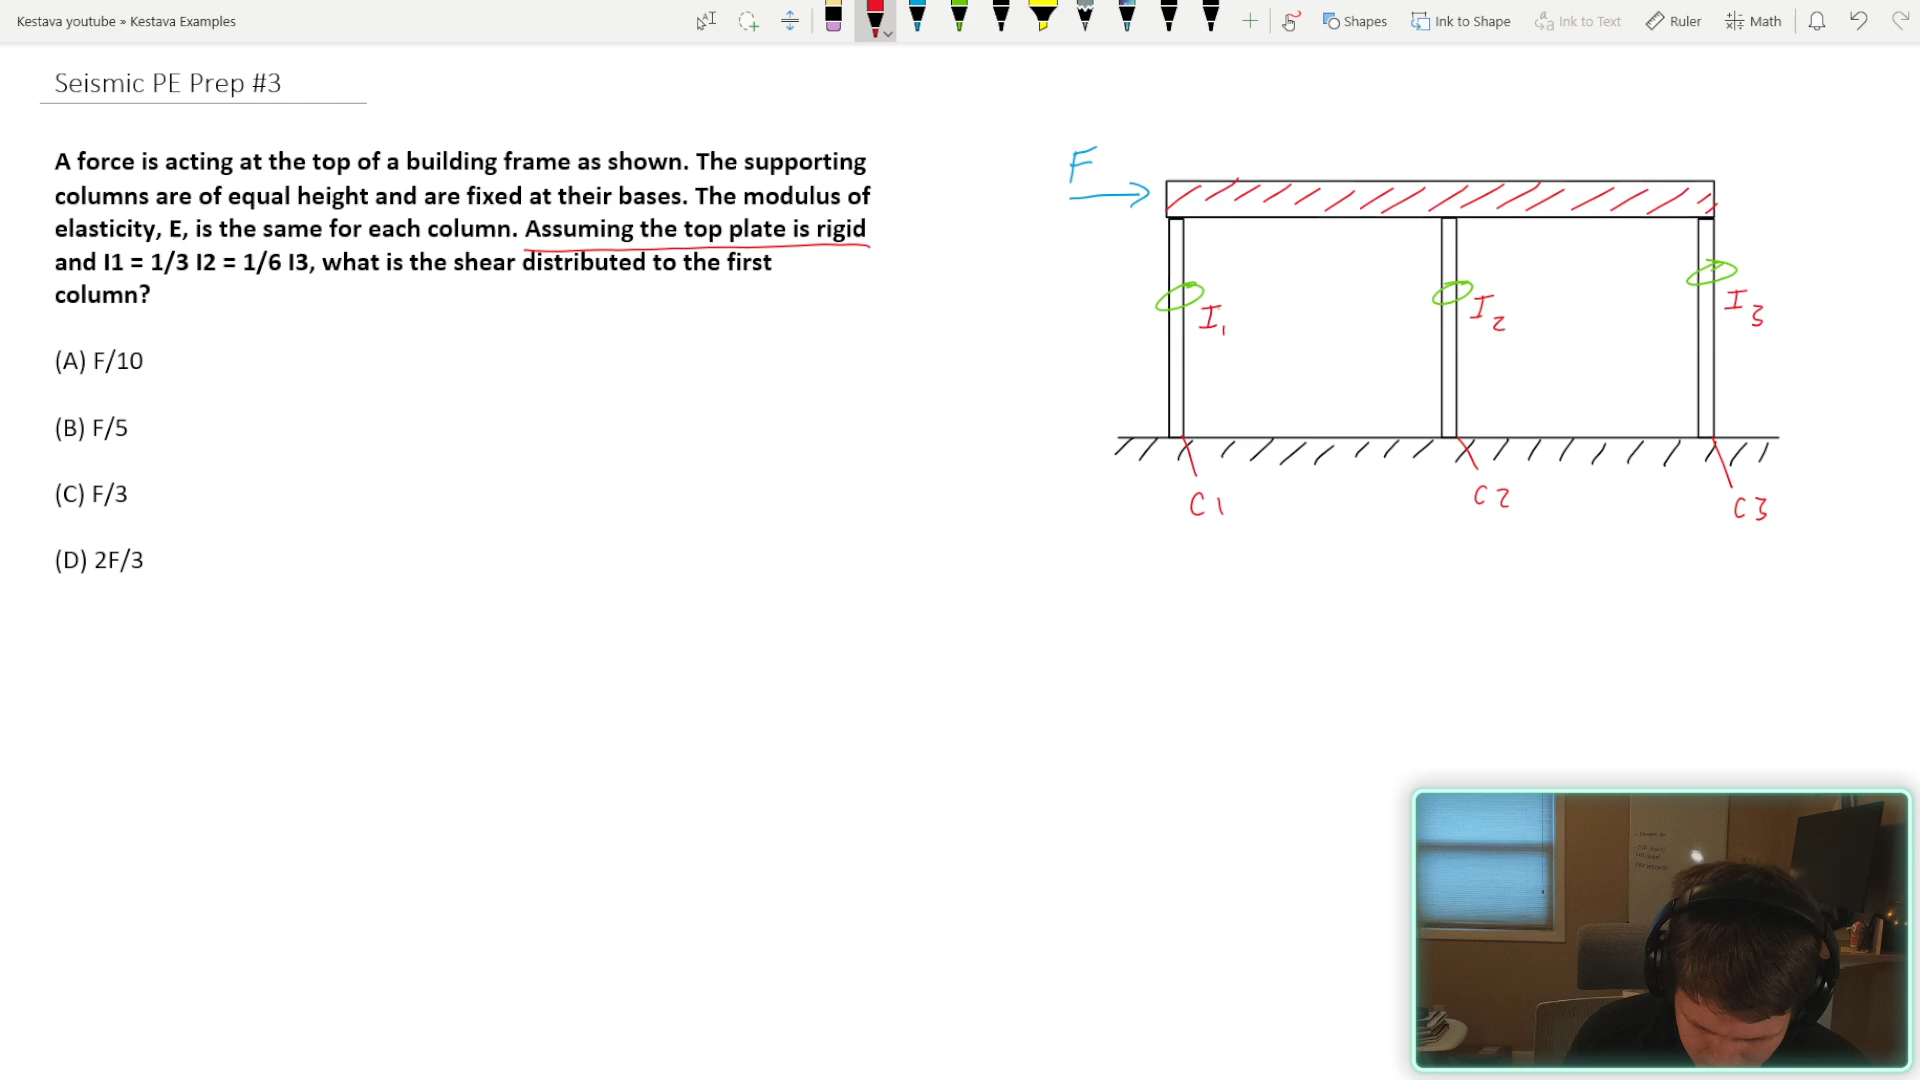 Kestava youtube » Kestava Examples
Shapes
Ink to Shape
Ink to Text
Ruler
Math
Seismic PE Prep #3
A force is acting at the top of a building frame as shown. The supporting
columns are of equal height and are fixed at their bases. The modulus of
elasticity, E, is the same for each column. Assuming the top plate is rigid
and I1 = 1/3 I2 = 1/6 I3, what is the shear distributed to the first
column?
(A) F/10
(B) F/5
(C) F/3
(D) 2F/3
F
I1
I2
I3
C1
C2
C3